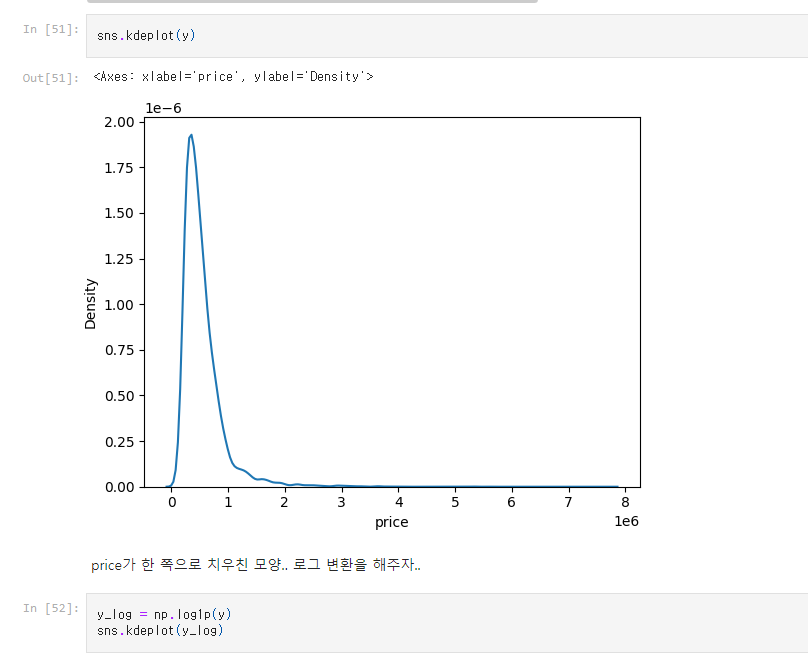 In [51]:
sns.kdeplot(y)
Out[51]:
<Axes: xlabel='price', ylabel='Density'>
1e−6
2.00
1.75
1.50
1.25
1.00
0.75
0.50
0.25
0.00
Density
0 1 2 3 4 5 6 7 8
price
1e6
price가 한 쪽으로 치우친 모양.. 로그 변환을 해주자..
In [52]:
y_log = np.log1p(y)
sns.kdeplot(y_log)